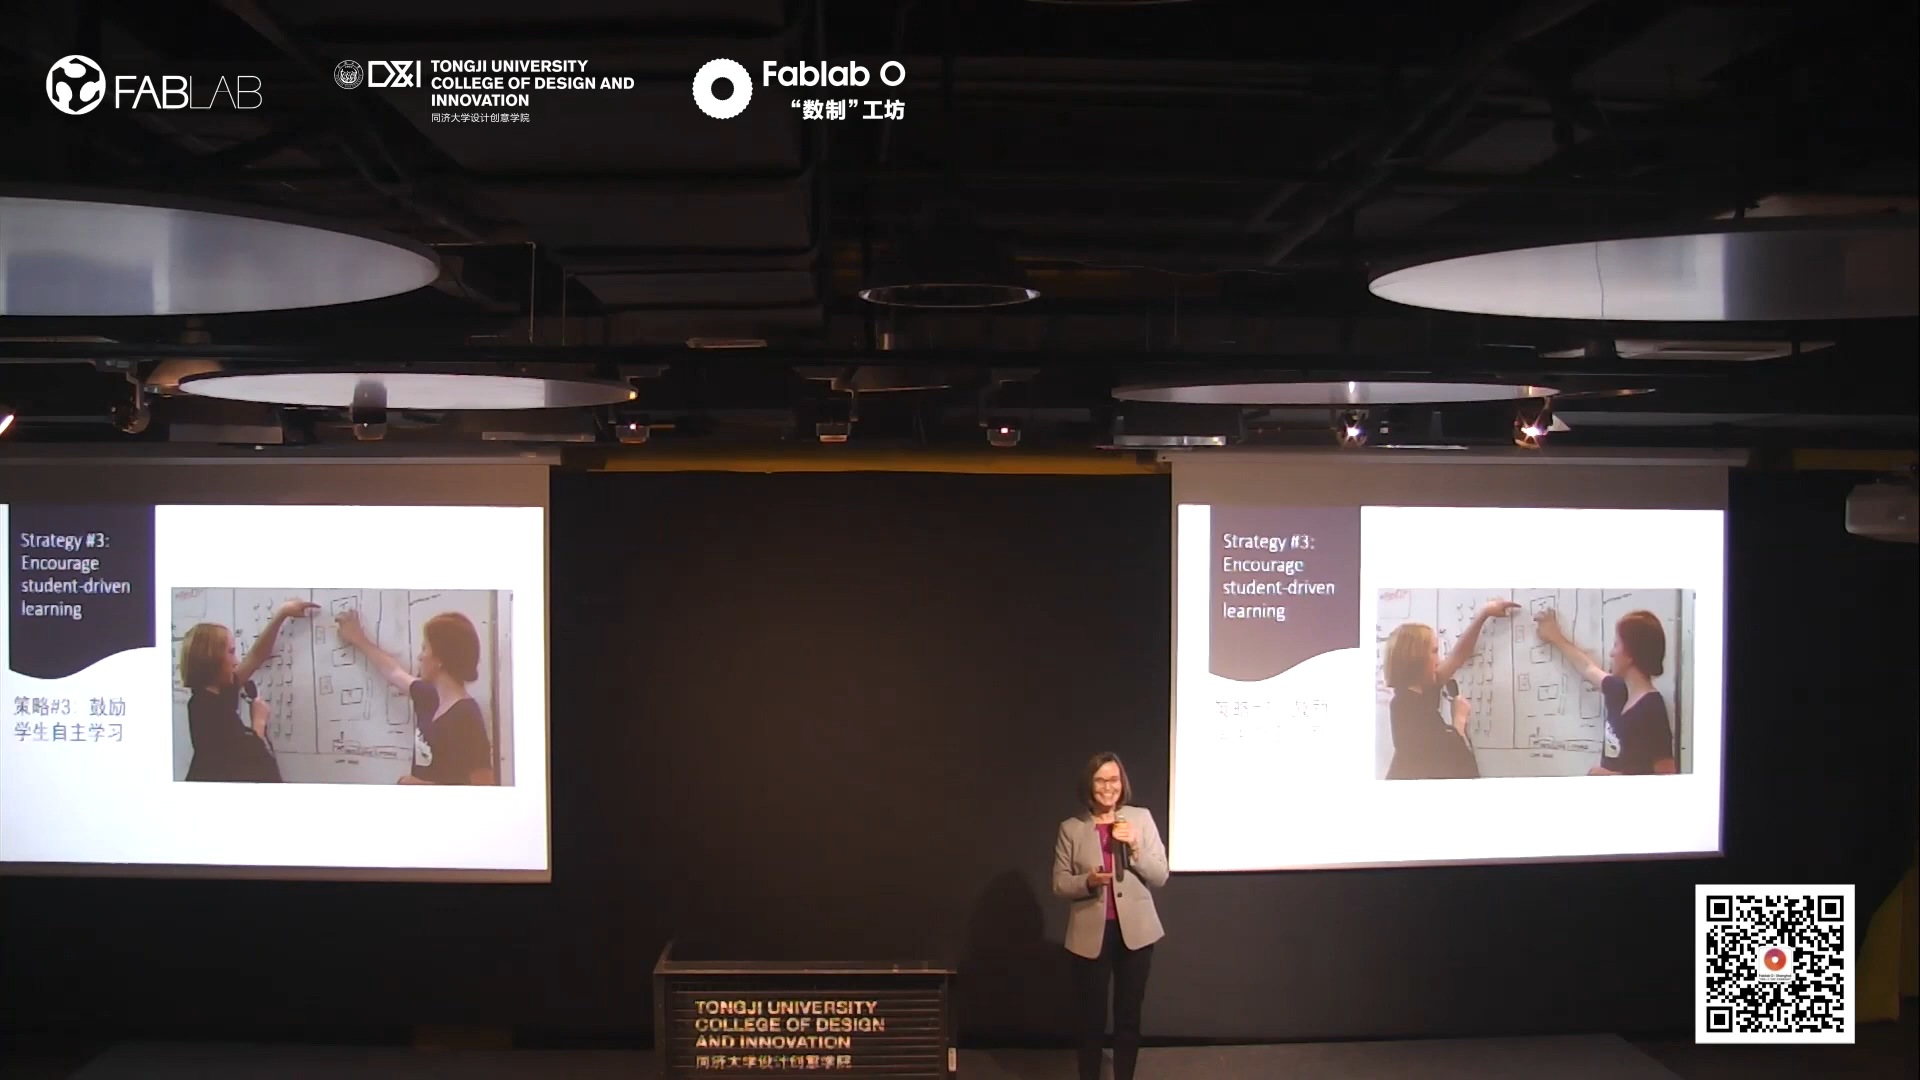 FABLAB
D&I
TONGJI UNIVERSITY
COLLEGE OF DESIGN AND
INNOVATION
同济大学设计创意学院
Fablab O
“数制”工坊
Strategy #3:
Encourage
student-driven
learning
策略#3：鼓励
学生自主学习
Strategy #3:
Encourage
student-driven
learning
TONGJI UNIVERSITY
COLLEGE OF DESIGN
AND INNOVATION
同济大学设计创意学院